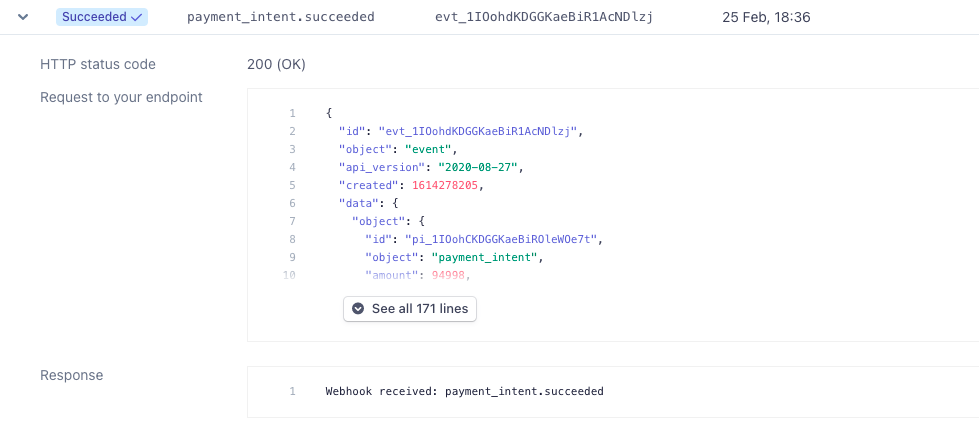 Succeeded payment_intent.succeeded evt_1IOohdKDGGKaeBiR1AcNDlzj 25 Feb, 18:36
HTTP status code 200 (OK)
Request to your endpoint
1 {
2 "id": "evt_1IOohdKDGGKaeBiR1AcNDlzj",
3 "object": "event",
4 "api_version": "2020-08-27",
5 "created": 1614278205,
6 "data": {
7 "object": {
8 "id": "pi_1IOohCKDGGKaeBiROleWOe7t",
9 "object": "payment_intent",
10 "amount": 94998,
See all 171 lines
Response
1 Webhook received: payment_intent.succeeded